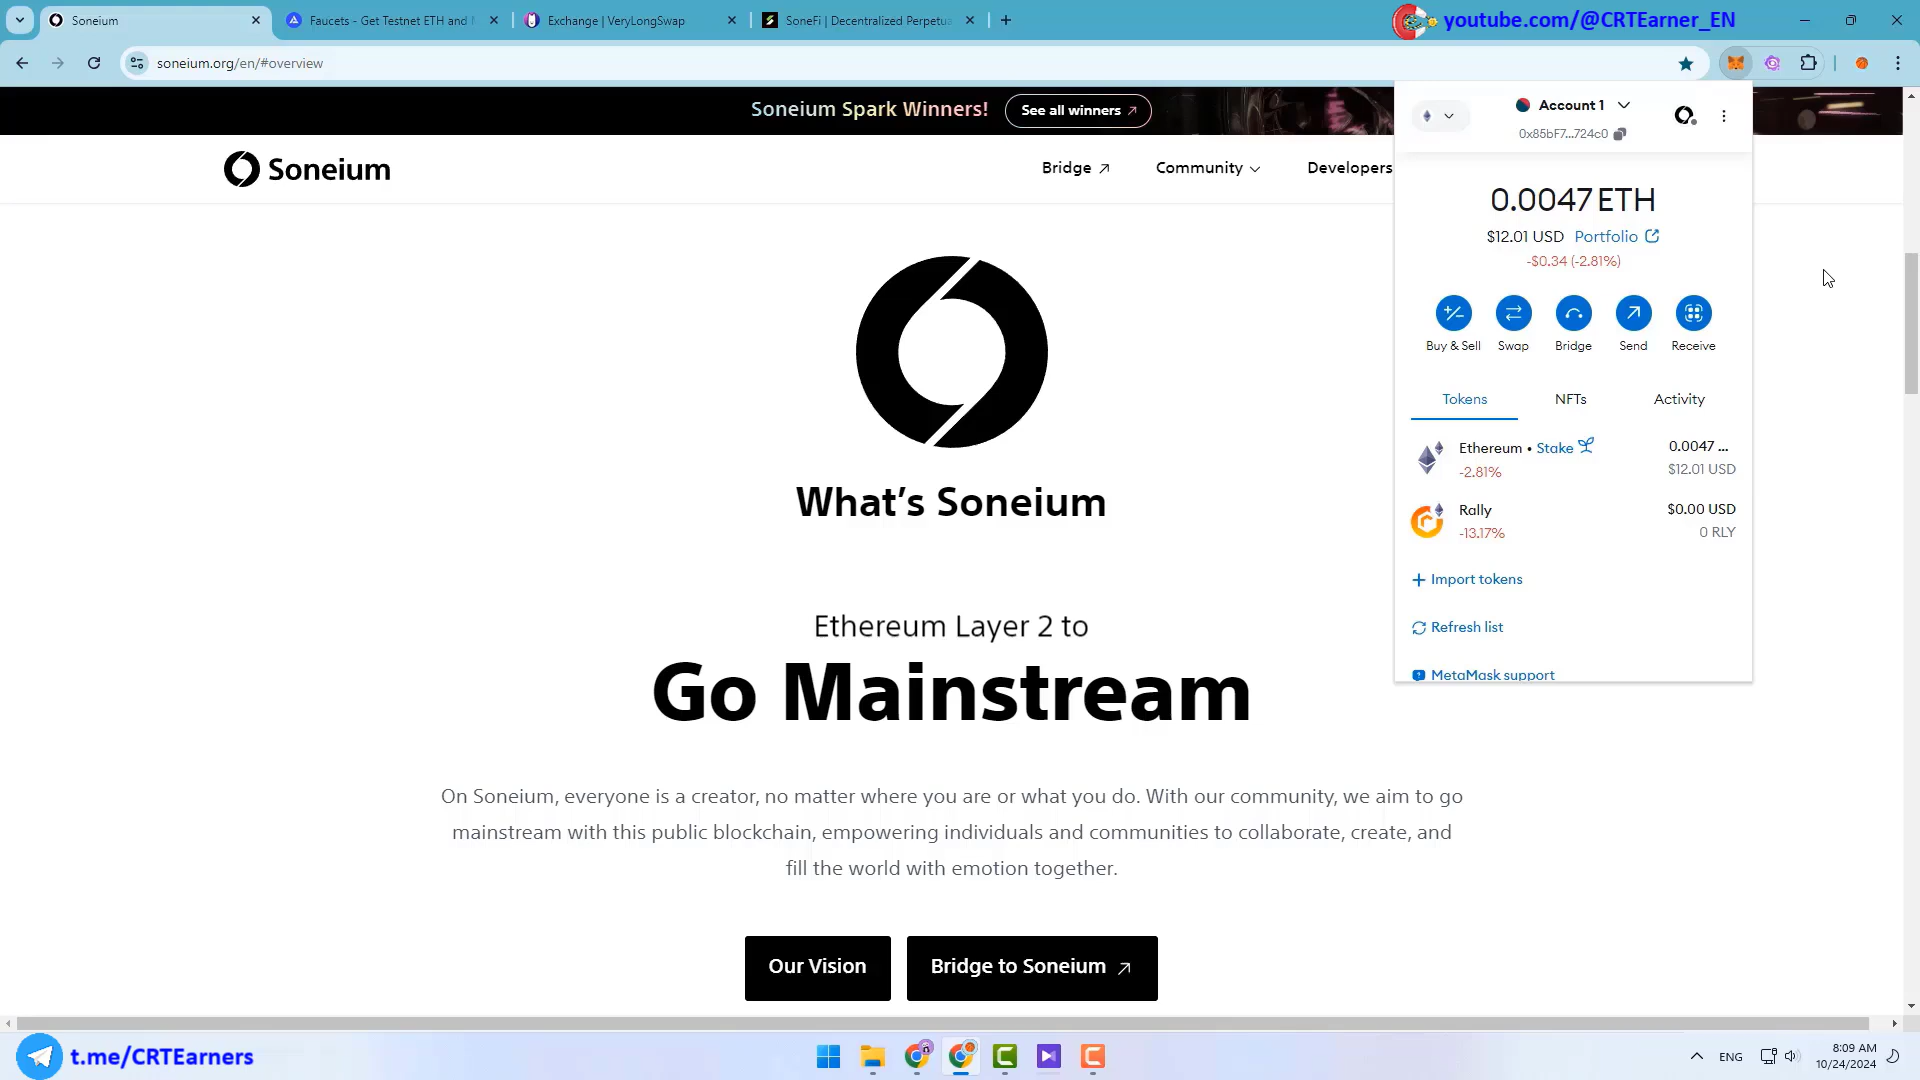 Soneium
Faucets - Get Testnet ETH and
Exchange | VeryLongSwap
SoneFi | Decentralized Perpetua
youtube.com/@CRTEarner_EN
soneium.org/en/#overview
Soneium Spark Winners!
See all winners
Soneium
Bridge
Community
Developers
Account 1
0x85bF7...724c0
0.0047 ETH
$12.01 USD Portfolio
-$0.34 (-2.81%)
Buy & Sell
Swap
Bridge
Send
Receive
Tokens
NFTs
Activity
Ethereum • Stake
0.0047 ...
-2.81%
$12.01 USD
Rally
$0.00 USD
-13.17%
0 RLY
Import tokens
Refresh list
MetaMask support
What's Soneium
Ethereum Layer 2 to
Go Mainstream
On Soneium, everyone is a creator, no matter where you are or what you do. With our community, we aim to go
mainstream with this public blockchain, empowering individuals and communities to collaborate, create, and
fill the world with emotion together.
Our Vision
Bridge to Soneium
t.me/CRTEarners
ENG
8:09 AM
10/24/2024